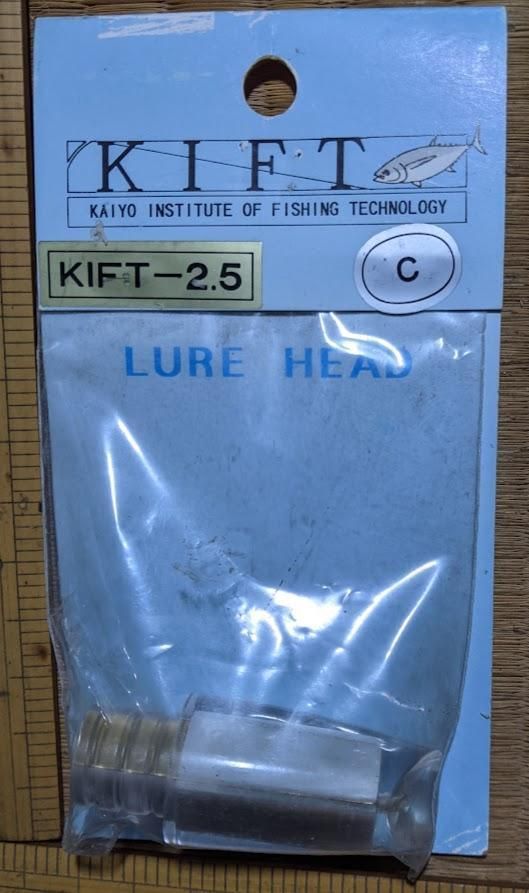 KIFT
KAIYO INSTITUTE OF FISHING TECHNOLOGY
KIFT-2.5
C
LURE HEAD